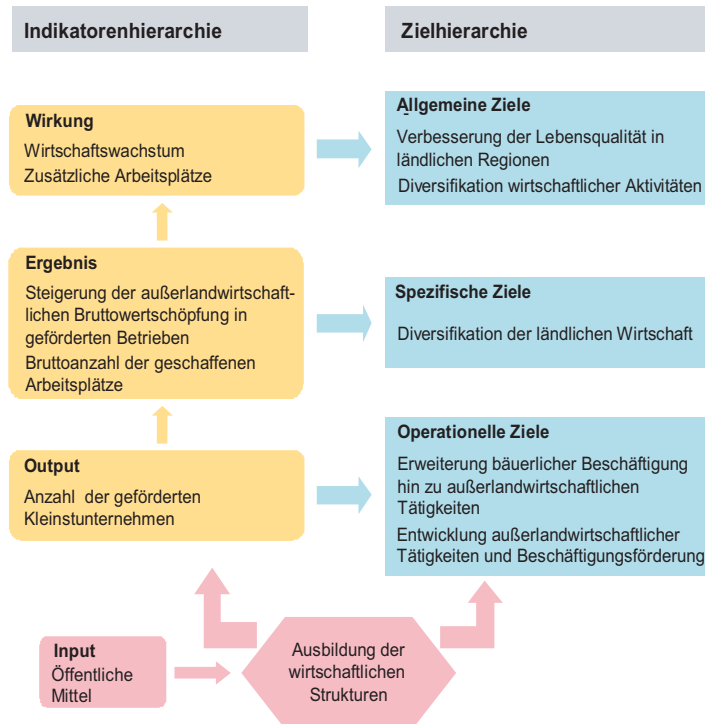 Indikatorenhierarchie
Zielhierarchie
Wirkung
Wirtschaftswachstum
Zusätzliche Arbeitsplätze
Allgemeine Ziele
Verbesserung der Lebensqualität in
ländlichen Regionen
Diversifikation wirtschaftlicher Aktivitäten
Ergebnis
Steigerung der außerlandwirtschaft-
lichen Bruttowertschöpfung in
geförderten Betrieben
Bruttoanzahl der geschaffenen
Arbeitsplätze
Spezifische Ziele
Diversifikation der ländlichen Wirtschaft
Output
Anzahl der geförderten
Kleinstunternehmen
Operationelle Ziele
Erweiterung bäuerlicher Beschäftigung
hin zu außerlandwirtschaftlichen
Tätigkeiten
Entwicklung außerlandwirtschaftlicher
Tätigkeiten und Beschäftigungsförderung
Input
Öffentliche
Mittel
Ausbildung der
wirtschaftlichen
Strukturen